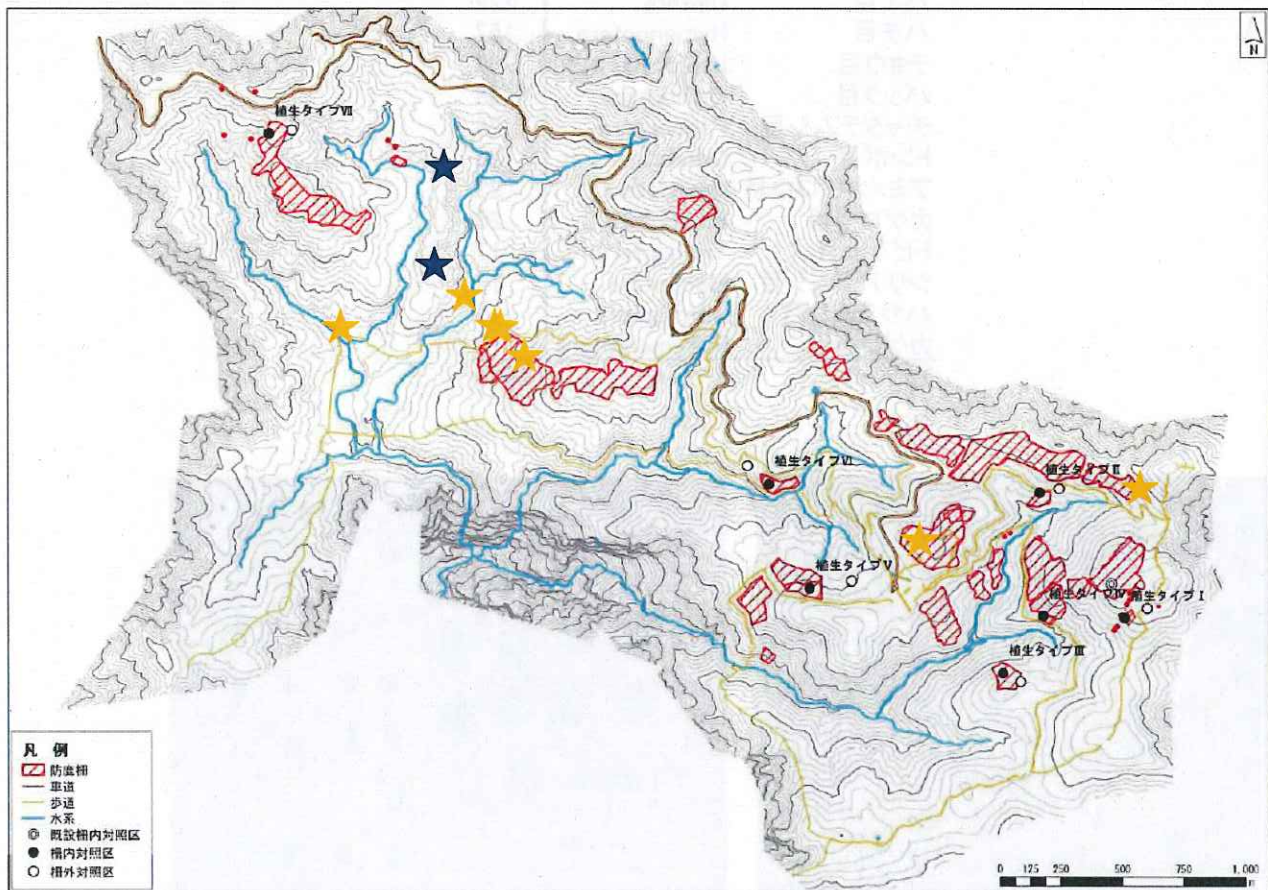 N
植生タイプⅦ
植生タイプⅥ
植生タイプⅡ
植生タイプⅤ
植生タイプⅣ
植生タイプⅠ
植生タイプⅢ
凡 例
防鹿柵
車道
歩道
水系
既設柵内対照区
柵内対照区
柵外対照区
0 125 250 500 750 1,000
m